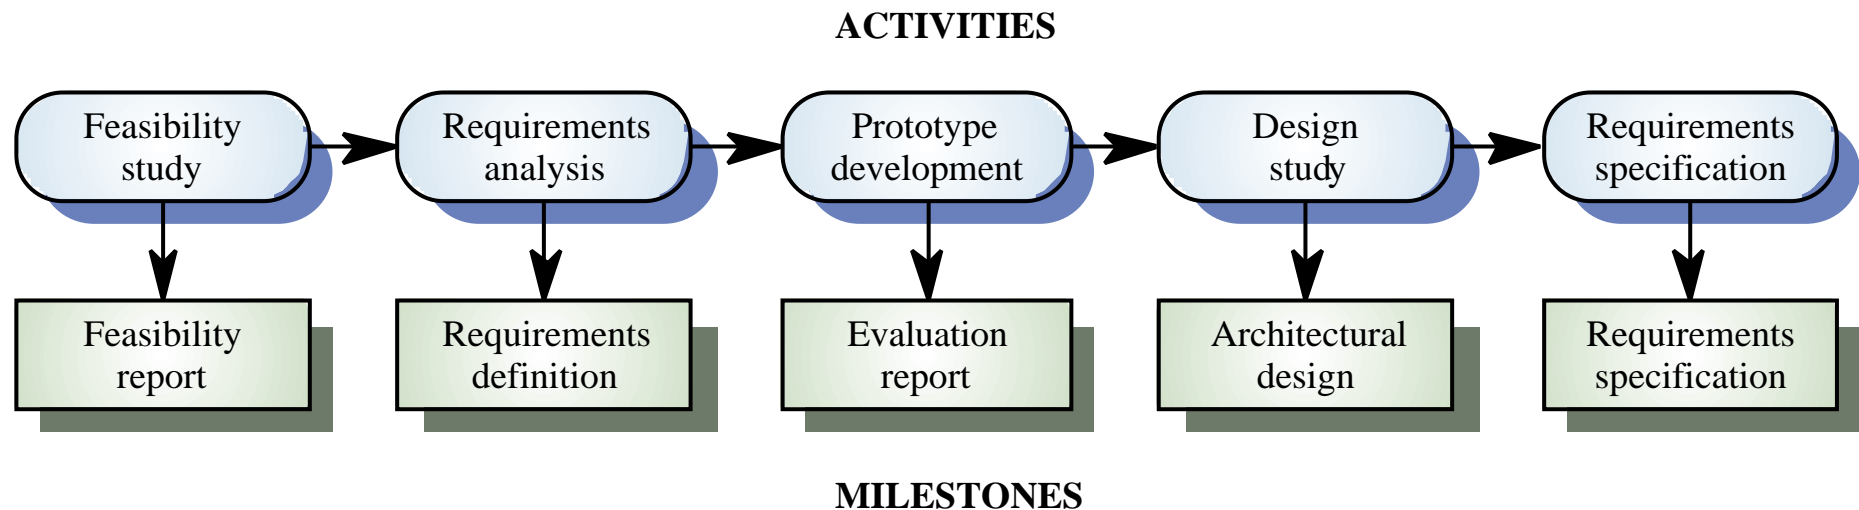 ACTIVITIES
Feasibility
study
Requirements
analysis
Prototype
development
Design
study
Requirements
specification
Feasibility
report
Requirements
definition
Evaluation
report
Architectural
design
Requirements
specification
MILESTONES